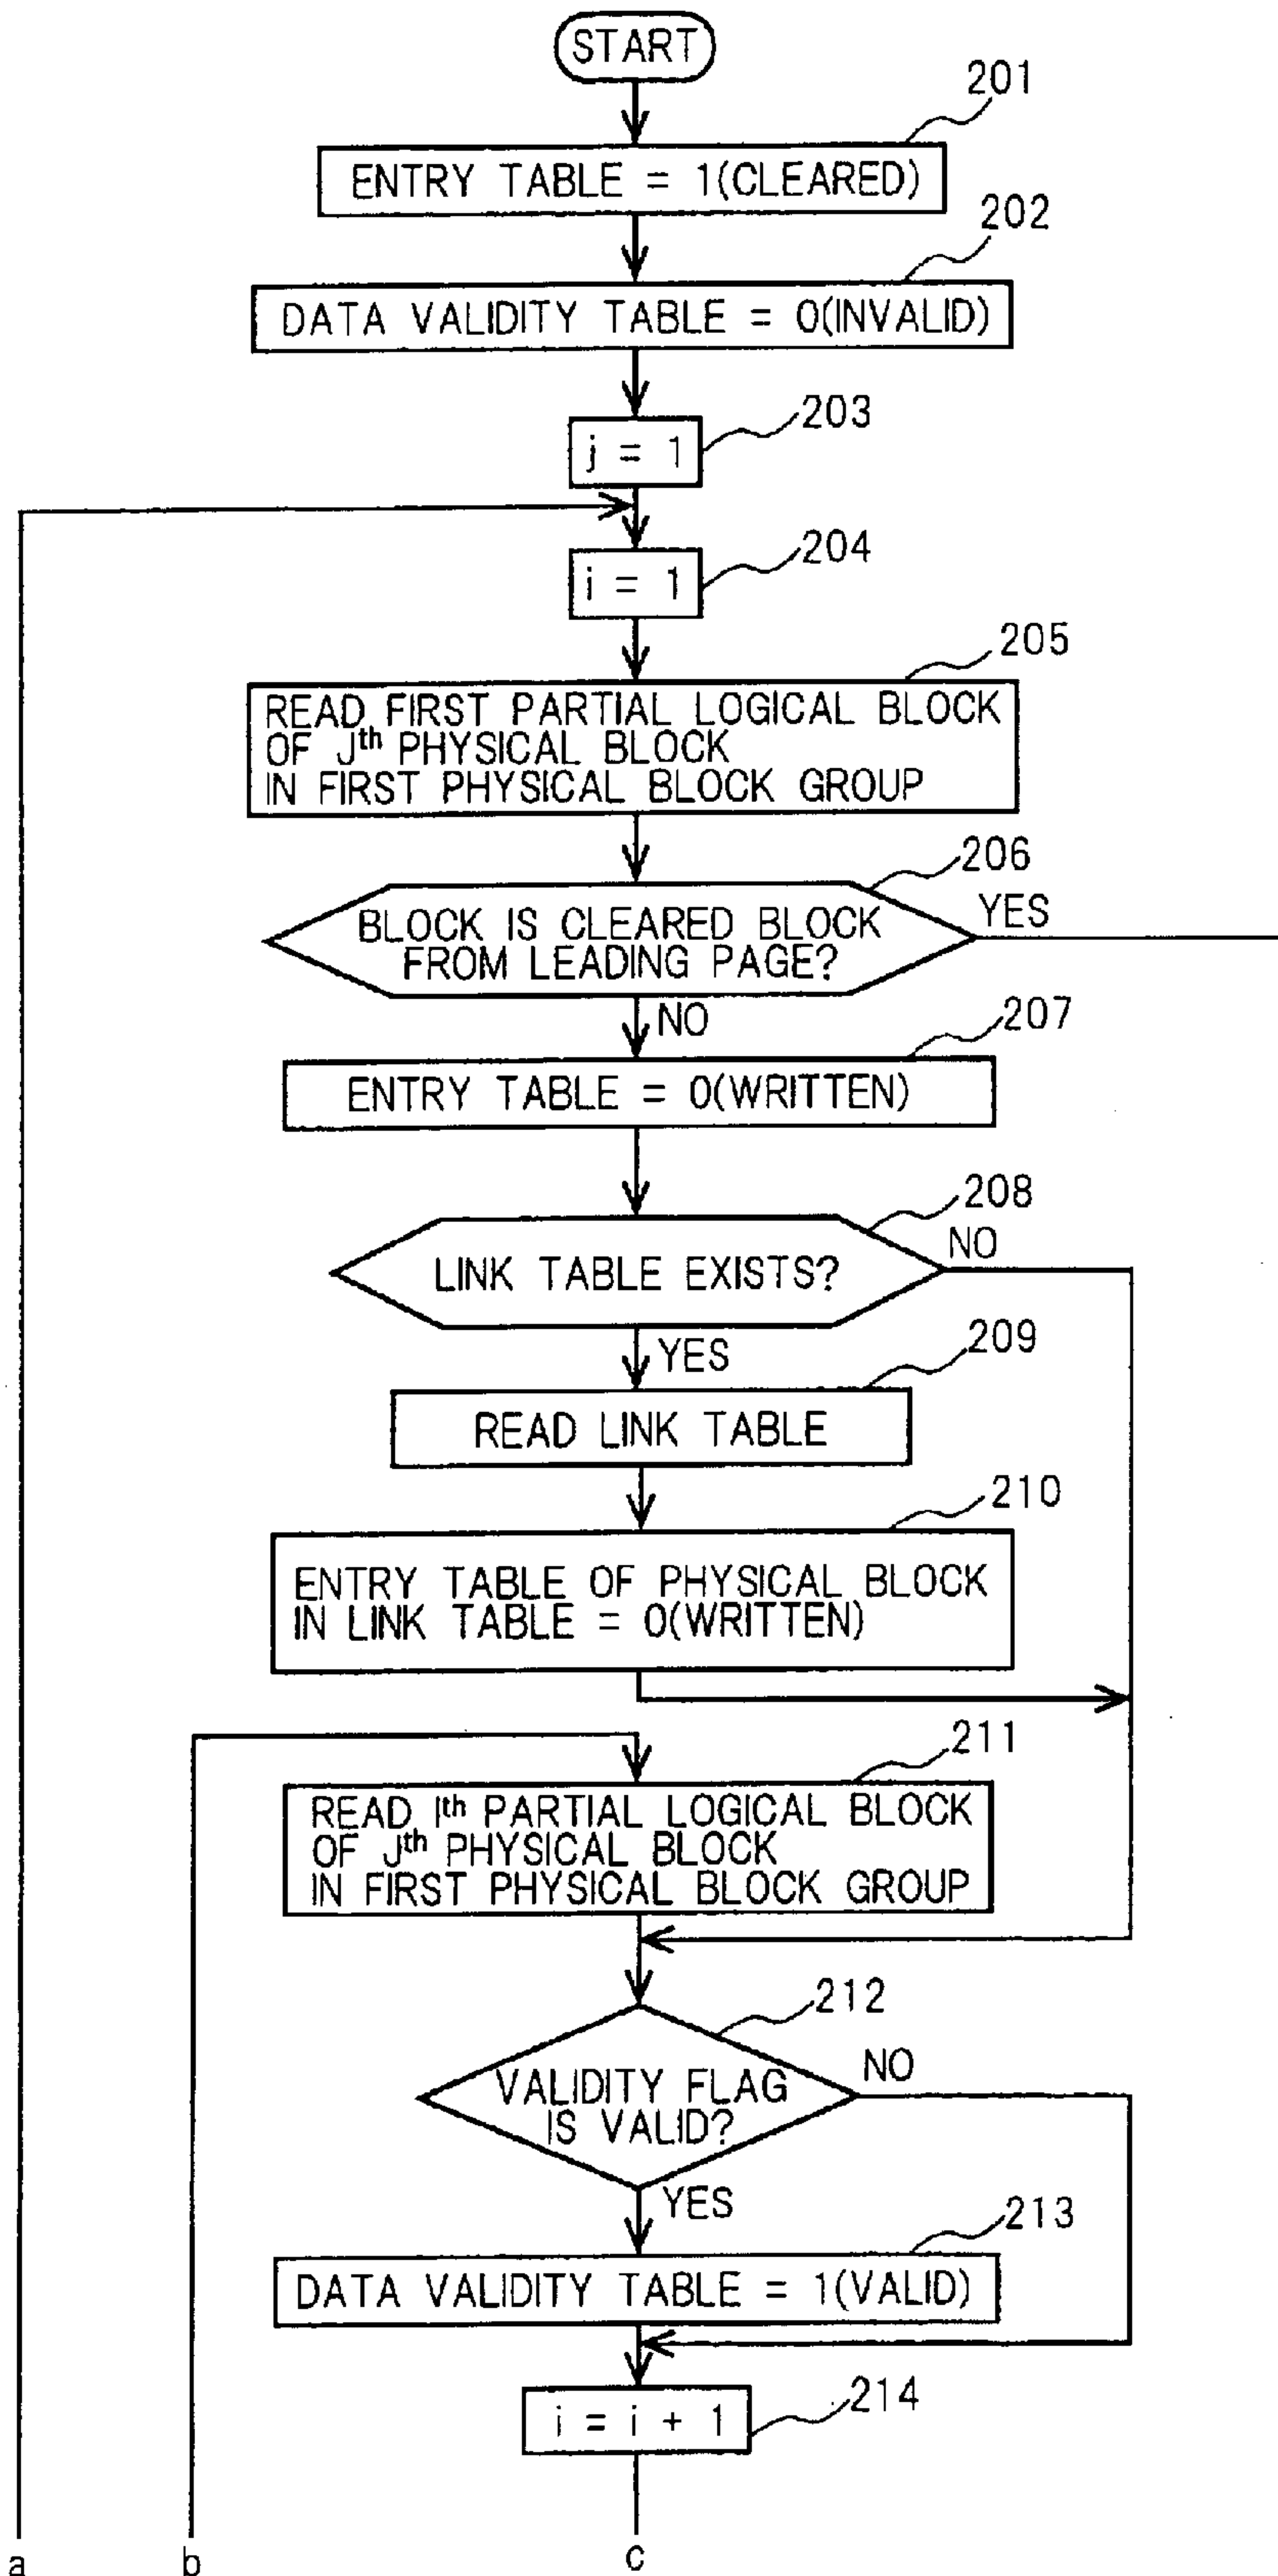 START
201
ENTRY TABLE = 1(CLEARED)
202
DATA VALIDITY TABLE = 0(INVALID)
203
j = 1
204
i = 1
205
READ FIRST PARTIAL LOGICAL BLOCK
OF Jth PHYSICAL BLOCK
IN FIRST PHYSICAL BLOCK GROUP
206
YES
BLOCK IS CLEARED BLOCK
FROM LEADING PAGE?
NO
207
ENTRY TABLE = 0(WRITTEN)
208
NO
LINK TABLE EXISTS?
YES
209
READ LINK TABLE
210
ENTRY TABLE OF PHYSICAL BLOCK
IN LINK TABLE = 0(WRITTEN)
211
READ Ith PARTIAL LOGICAL BLOCK
OF Jth PHYSICAL BLOCK
IN FIRST PHYSICAL BLOCK GROUP
212
NO
VALIDITY FLAG
IS VALID?
YES
213
DATA VALIDITY TABLE = 1(VALID)
214
i = i + 1
a b c